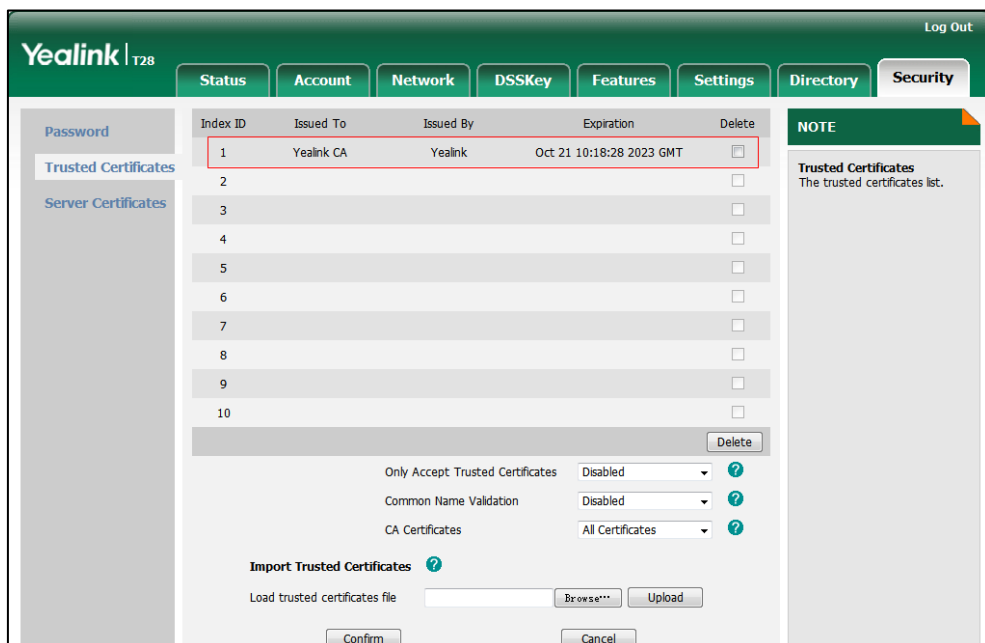 Log Out
Yealink T28
Status Account Network DSSKey Features Settings Directory Security
Password
Trusted Certificates
Server Certificates
Index ID Issued To Issued By Expiration Delete
1 Yealink CA Yealink Oct 21 10:18:28 2023 GMT
2
3
4
5
6
7
8
9
10
Delete
Only Accept Trusted Certificates Disabled ?
Common Name Validation Disabled ?
CA Certificates All Certificates ?
Import Trusted Certificates ?
Load trusted certificates file Browse... Upload
Confirm Cancel
NOTE
Trusted Certificates
The trusted certificates list.